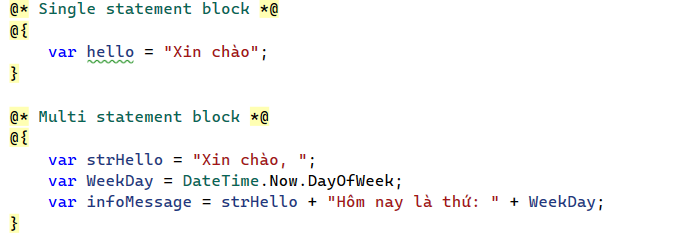 @* Single statement block *@
@{
    var hello = "Xin chào";
}

@* Multi statement block *@
@{
    var strHello = "Xin chào, ";
    var WeekDay = DateTime.Now.DayOfWeek;
    var infoMessage = strHello + "Hôm nay là thứ: " + WeekDay;
}